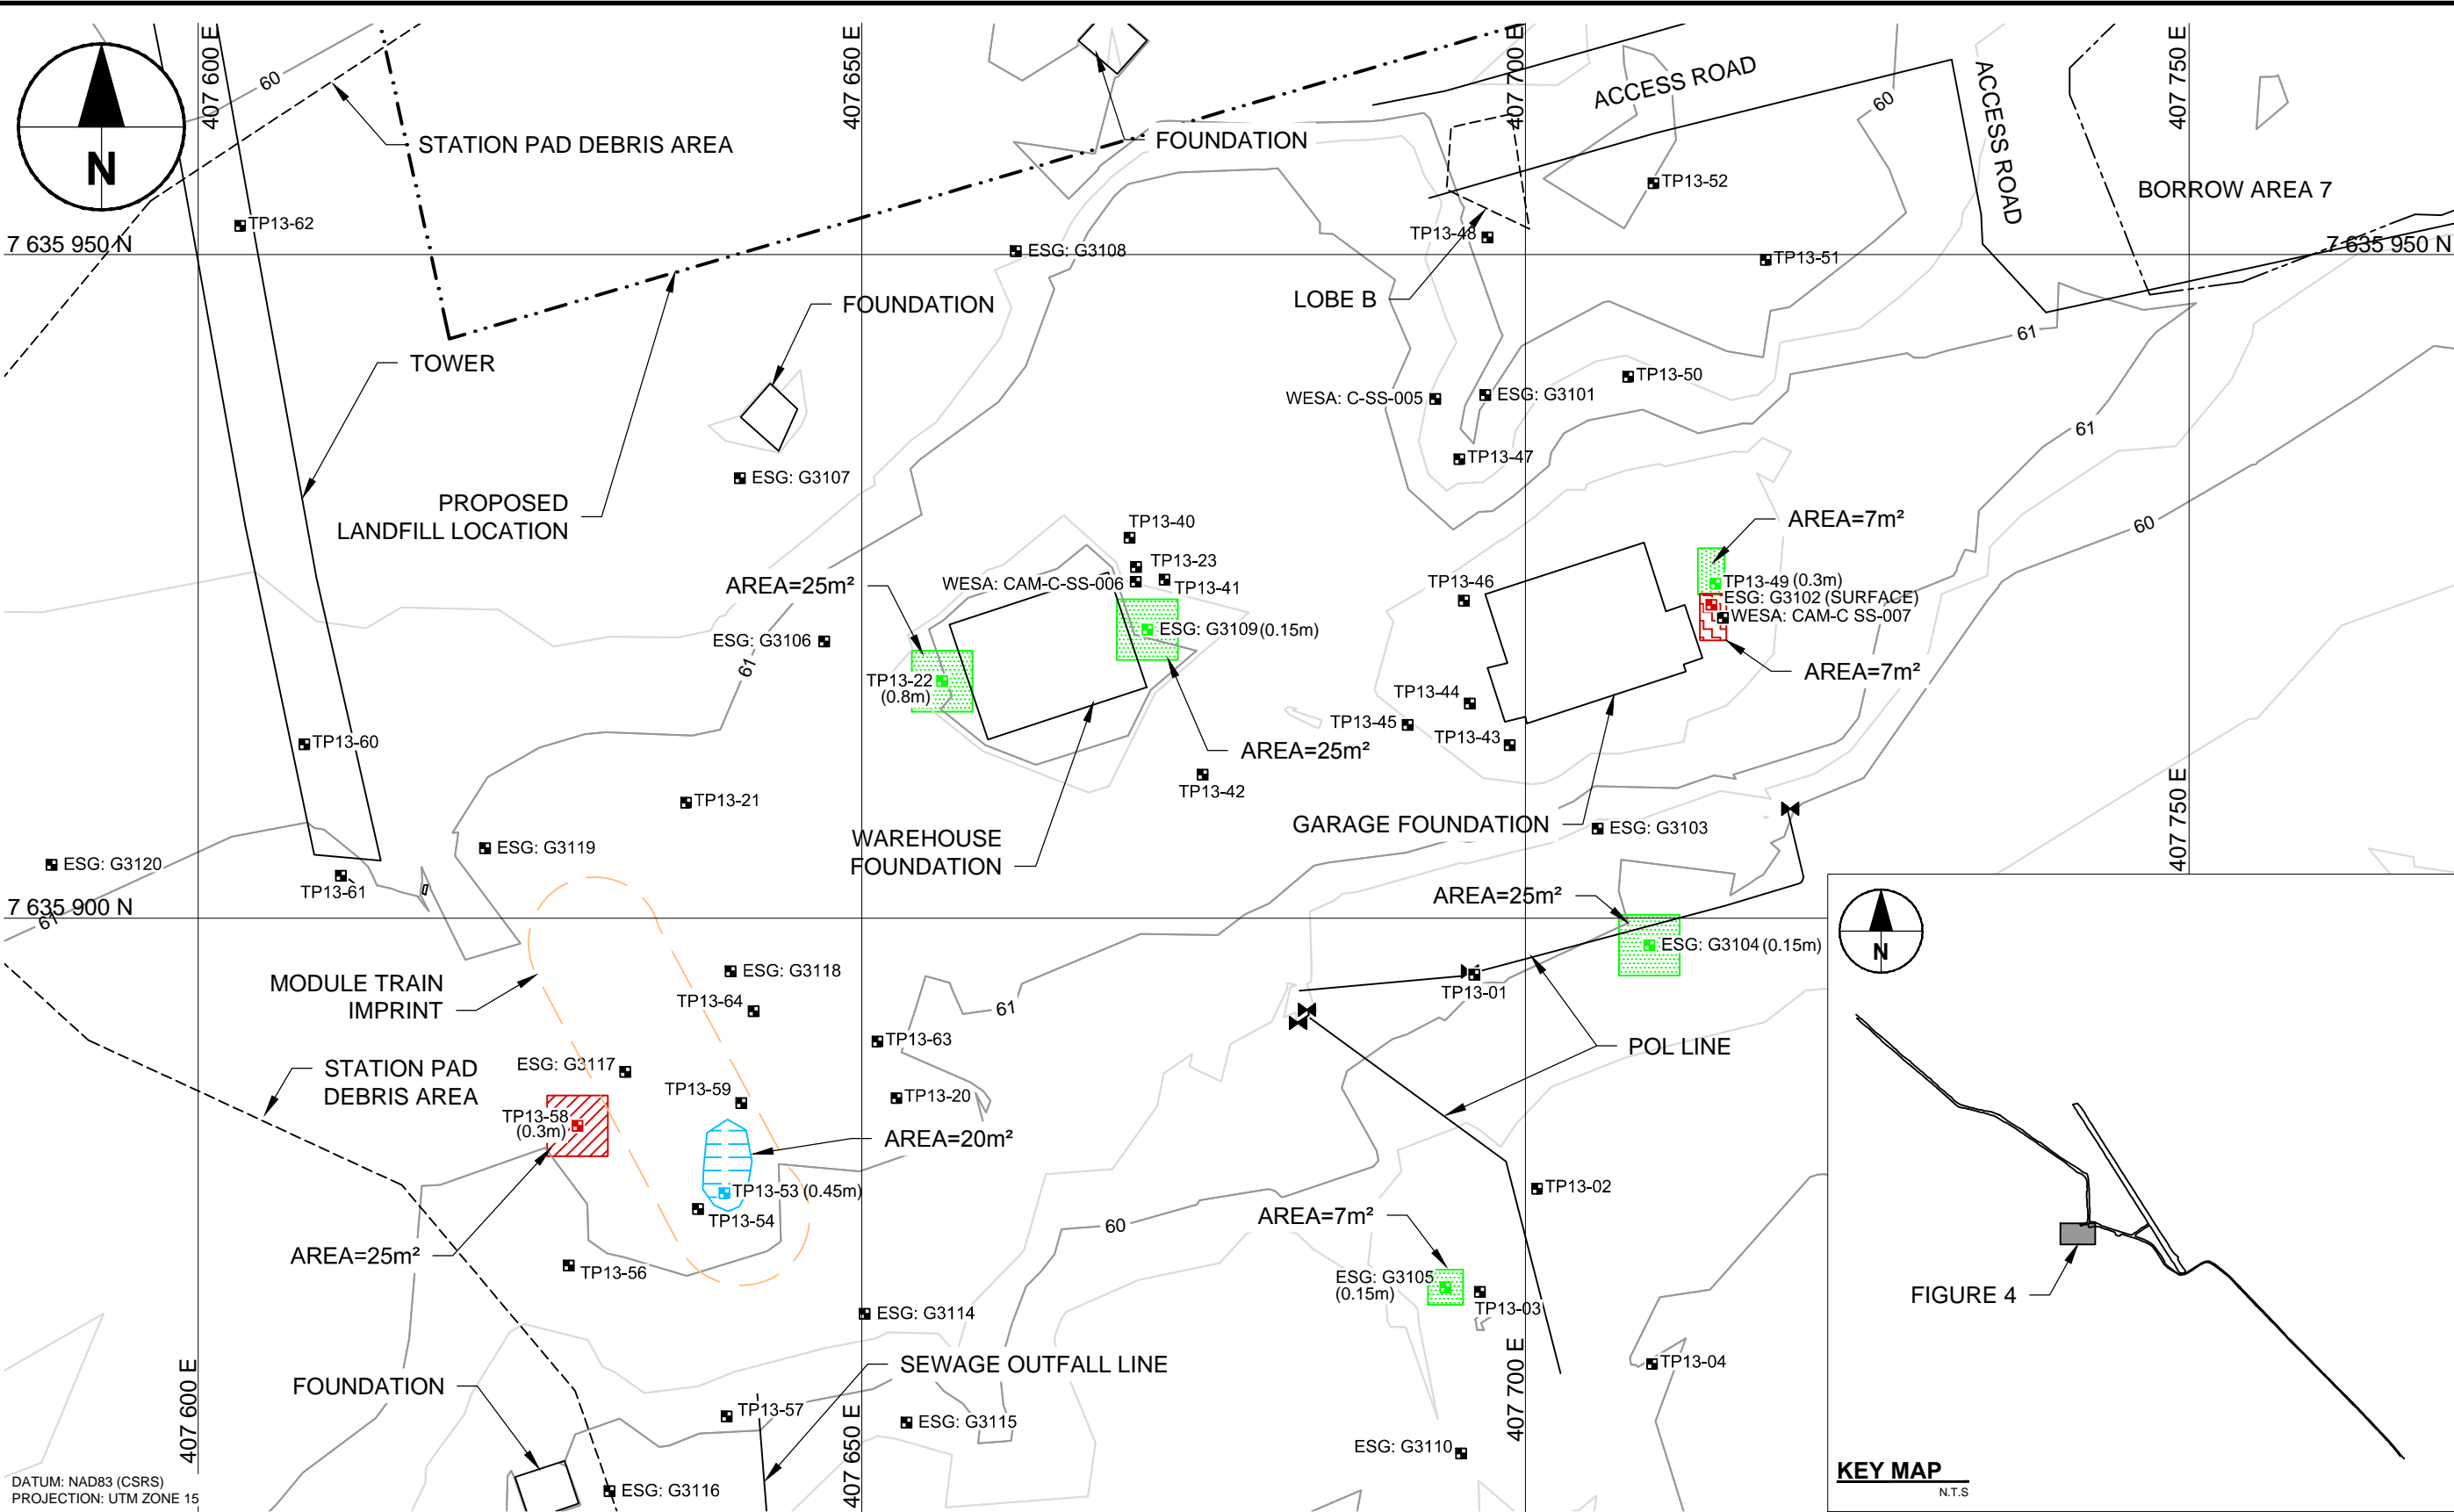 407 600 E
407 650 E
407 700 E
407 750 E
60
ACCESS ROAD
ACCESS ROAD
60
N
STATION PAD DEBRIS AREA
FOUNDATION
BORROW AREA 7
TP13-52
TP13-62
TP13-48
7 635 950 N
7 635 950 N
ESG: G3108
TP13-51
LOBE B
FOUNDATION
61
TOWER
TP13-50
WESA: C-SS-005
ESG: G3101
61
TP13-47
ESG: G3107
PROPOSED
LANDFILL LOCATION
TP13-40
AREA=7m²
60
TP13-23
AREA=25m²
WESA: CAM-C-SS-006
TP13-41
TP13-46
TP13-49 (0.3m)
ESG: G3102 (SURFACE)
WESA: CAM-C SS-007
ESG: G3109 (0.15m)
ESG: G3106
61
TP13-22
(0.8m)
AREA=7m²
TP13-44
TP13-45
TP13-43
TP13-60
AREA=25m²
TP13-42
TP13-21
407 750 E
WAREHOUSE
FOUNDATION
GARAGE FOUNDATION
ESG: G3103
ESG: G3119
ESG: G3120
TP13-61
7 635 900 N
61
AREA=25m²
ESG: G3104 (0.15m)
N
MODULE TRAIN
IMPRINT
ESG: G3118
TP13-64
TP13-01
61
TP13-63
POL LINE
STATION PAD
DEBRIS AREA
ESG: G3117
TP13-59
TP13-20
TP13-58
(0.3m)
AREA=20m²
TP13-53 (0.45m)
TP13-54
TP13-02
AREA=7m²
60
AREA=25m²
TP13-56
ESG: G3105
(0.15m)
TP13-03
FIGURE 4
ESG: G3114
SEWAGE OUTFALL LINE
TP13-04
FOUNDATION
407 600 E
407 650 E
407 700 E
TP13-57
ESG: G3115
ESG: G3110
ESG: G3116
KEY MAP
N.T.S
DATUM: NAD83 (CSRS)
PROJECTION: UTM ZONE 15